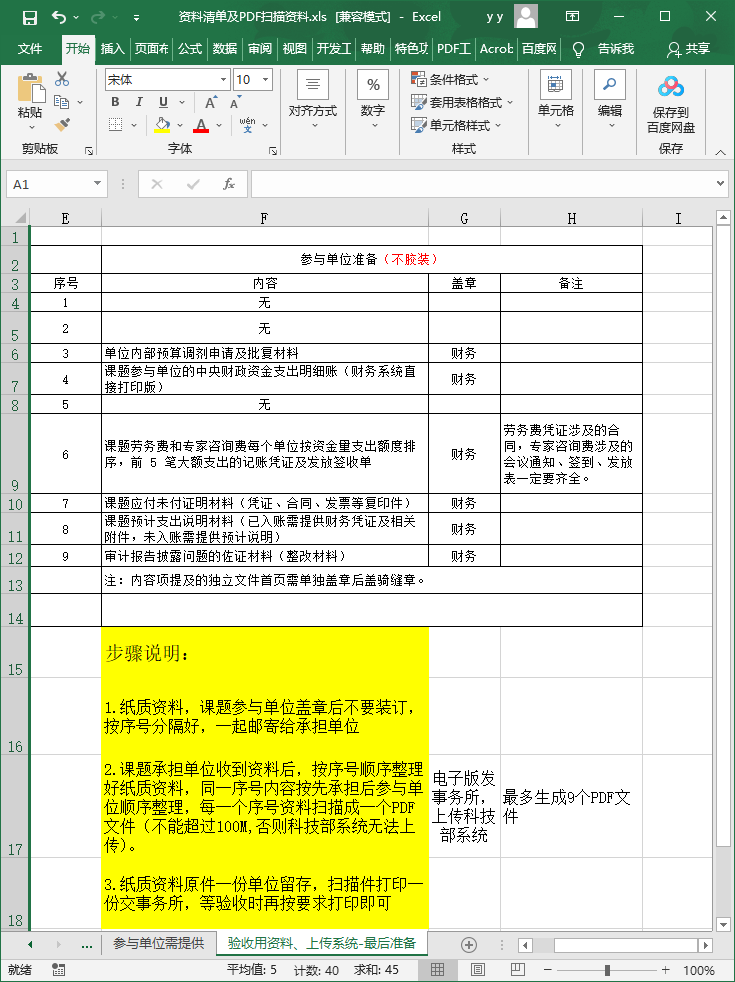 资料清单及PDF扫描资料.xls [兼容模式] - Excel
y y
文件 开始 插入 页面布 公式 数据 审阅 视图 开发工 帮助 特色功 PDF工 Acrob 百度网 告诉我 共享
粘贴
剪贴板
宋体 10
B I U A A
A wén
字体
对齐方式
%
数字
条件格式
套用表格格式
单元格样式
样式
单元格
编辑
保存到
百度网盘
保存
A1 fx
E F G H I
1
2 参与单位准备（不胶装）
3 序号 内容 盖章 备注
4 1 无
5 2 无
6 3 单位内部预算调剂申请及批复材料 财务
7 4 课题参与单位的中央财政资金支出明细账（财务系统直
接打印版） 财务
8 5 无
9 6 课题劳务费和专家咨询费每个单位按资金量支出额度排
序，前 5 笔大额支出的记账凭证及发放签收单 财务
劳务费凭证涉及的合
同，专家咨询费涉及的
会议通知、签到、发放
表一定要齐全。
10 7 课题应付未付证明材料（凭证、合同、发票等复印件） 财务
11 8 课题预计支出说明材料（已入账需提供财务凭证及相关
附件，未入账需提供预计说明） 财务
12 9 审计报告披露问题的佐证材料（整改材料） 财务
13 注：内容项提及的独立文件首页需单独盖章后盖骑缝章。
14
15 步骤说明：
16 1.纸质资料，课题参与单位盖章后不要装订，
按序号分隔好，一起邮寄给承担单位
17 2.课题承担单位收到资料后，按序号顺序整理
好纸质资料，同一序号内容按先承担后参与单
位顺序整理，每一个序号资料扫描成一个PDF
文件（不能超过100M,否则科技部系统无法上
传）。
电子版发
事务所，
上传科技
部系统
最多生成9个PDF文
件
18 3.纸质资料原件一份单位留存，扫描件打印一
份交事务所，等验收时再按要求打印即可
... 参与单位需提供 验收用资料、上传系统-最后准备
就绪 平均值: 5 计数: 40 求和: 45 100%